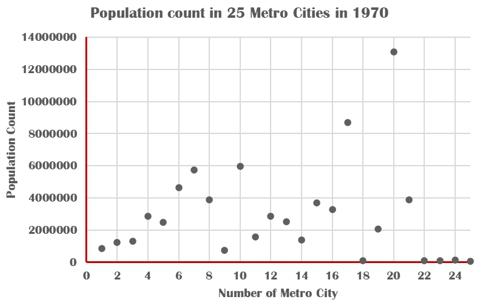 Population count in 25 Metro Cities in 1970
14000000
12000000
10000000
8000000
6000000
4000000
2000000
0
Population Count
0 2 4 6 8 10 12 14 16 18 20 22 24
Number of Metro City